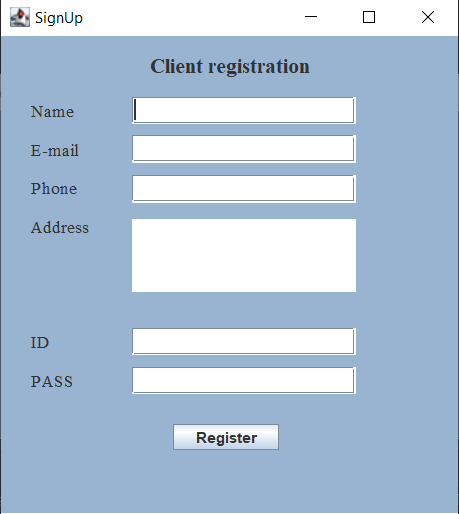 SignUp
Client registration
Name
E-mail
Phone
Address
ID
PASS
Register